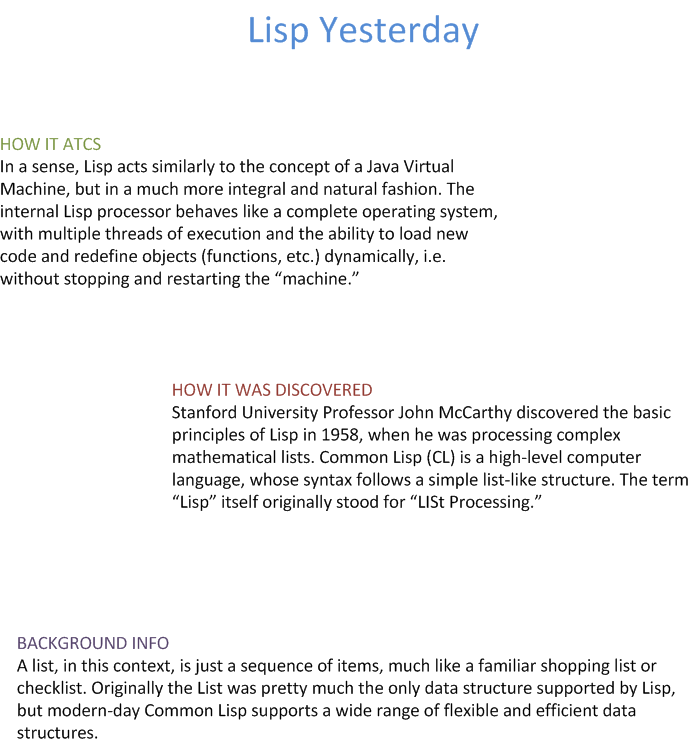 Lisp Yesterday
HOW IT ATCS
In a sense, Lisp acts similarly to the concept of a Java Virtual
Machine, but in a much more integral and natural fashion. The
internal Lisp processor behaves like a complete operating system,
with multiple threads of execution and the ability to load new
code and redefine objects (functions, etc.) dynamically, i.e.
without stopping and restarting the “machine.”
HOW IT WAS DISCOVERED
Stanford University Professor John McCarthy discovered the basic
principles of Lisp in 1958, when he was processing complex
mathematical lists. Common Lisp (CL) is a high-level computer
language, whose syntax follows a simple list-like structure. The term
“Lisp” itself originally stood for “LISt Processing.”
BACKGROUND INFO
A list, in this context, is just a sequence of items, much like a familiar shopping list or
checklist. Originally the List was pretty much the only data structure supported by Lisp,
but modern-day Common Lisp supports a wide range of flexible and efficient data
structures.